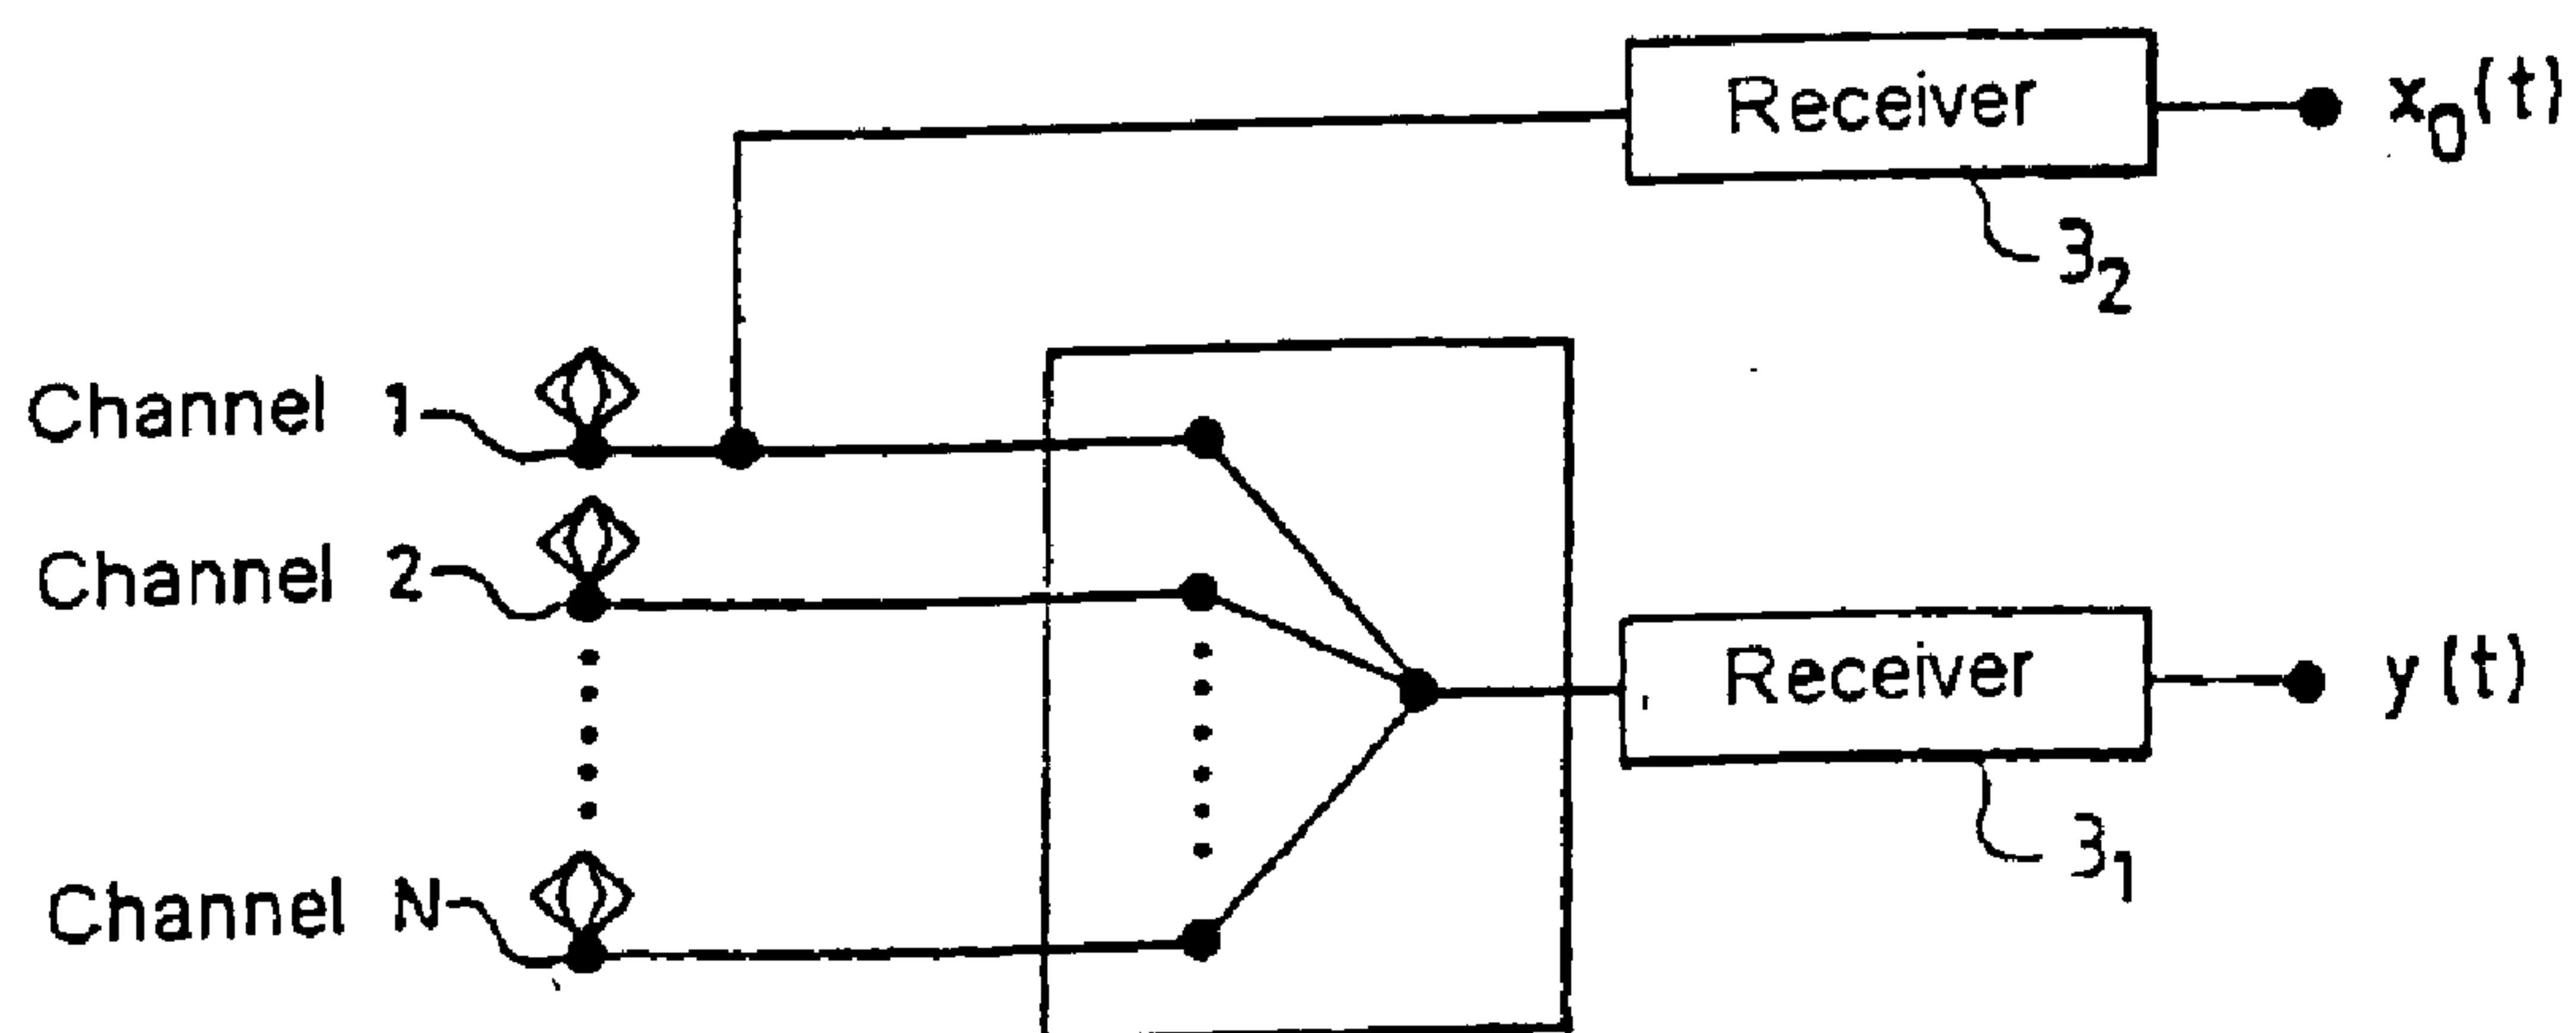 Receiver
x₀(t)
3₂
Channel 1
Channel 2
Receiver
y(t)
3₁
Channel N